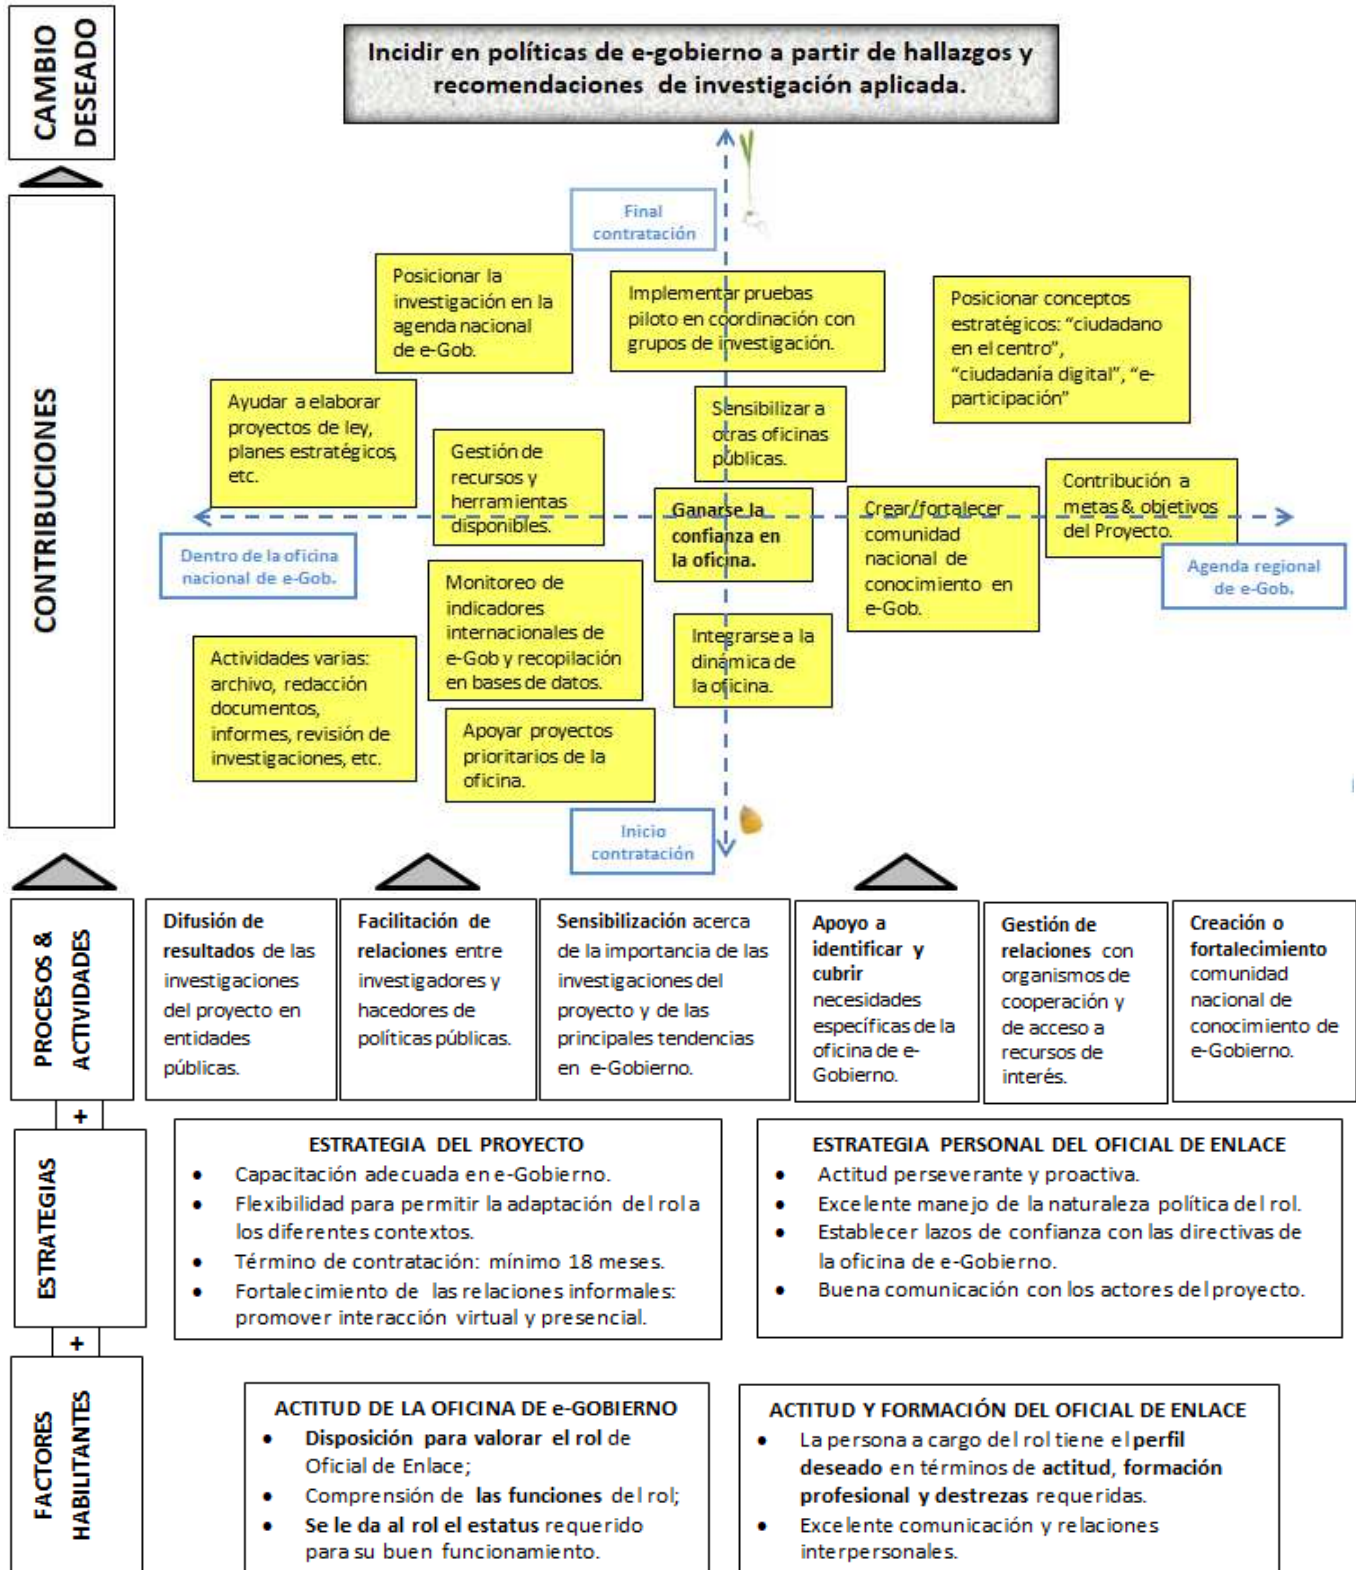 CAMBIO
DESEADO
Incidir en políticas de e-gobierno a partir de hallazgos y
recomendaciones de investigación aplicada.
CONTRIBUCIONES
Final
contratación
Posicionar la
investigación en la
agenda nacional
de e-Gob.
Implementar pruebas
piloto en coordinación con
grupos de investigación.
Posicionar conceptos
estratégicos: “ciudadano
en el centro”,
“ciudadanía digital”, “e-
participación”
Ayudar a elaborar
proyectos de ley,
planes estratégicos,
etc.
Gestión de
recursos y
herramientas
disponibles.
Sensibilizar a
otras oficinas
públicas.
Ganarse la
confianza en
la oficina.
Crear/fortalecer
comunidad
nacional de
conocimiento en
e-Gob.
Contribución a
metas & objetivos
del Proyecto.
Dentro de la oficina
nacional de e-Gob.
Agenda regional
de e-Gob.
Monitoreo de
indicadores
internacionales de
e-Gob y recopilación
en bases de datos.
Integrarse a la
dinámica de
la oficina.
Actividades varias:
archivo, redacción
documentos,
informes, revisión de
investigaciones, etc.
Apoyar proyectos
prioritarios de la
oficina.
Inicio
contratación
PROCESOS &
ACTIVIDADES
Difusión de
resultados de las
investigaciones
del proyecto en
entidades
públicas.
Facilitación de
relaciones entre
investigadores y
hacedores de
políticas públicas.
Sensibilización acerca
de la importancia de las
investigaciones del
proyecto y de las
principales tendencias
en e-Gobierno.
Apoyo a
identificar y
cubrir
necesidades
específicas de la
oficina de e-
Gobierno.
Gestión de
relaciones con
organismos de
cooperación y
de acceso a
recursos de
interés.
Creación o
fortalecimiento
comunidad
nacional de
conocimiento de
e-Gobierno.
+
ESTRATEGIAS
ESTRATEGIA DEL PROYECTO
• Capacitación adecuada en e-Gobierno.
• Flexibilidad para permitir la adaptación del rol a
los diferentes contextos.
• Término de contratación: mínimo 18 meses.
• Fortalecimiento de las relaciones informales:
promover interacción virtual y presencial.
ESTRATEGIA PERSONAL DEL OFICIAL DE ENLACE
• Actitud perseverante y proactiva.
• Excelente manejo de la naturaleza política del rol.
• Establecer lazos de confianza con las directivas de
la oficina de e-Gobierno.
• Buena comunicación con los actores del proyecto.
+
FACTORES
HABILITANTES
ACTITUD DE LA OFICINA DE e-GOBIERNO
• Disposición para valorar el rol de
Oficial de Enlace;
• Comprensión de las funciones del rol;
• Se le da al rol el estatus requerido
para su buen funcionamiento.
ACTITUD Y FORMACIÓN DEL OFICIAL DE ENLACE
• La persona a cargo del rol tiene el perfil
deseado en términos de actitud, formación
profesional y destrezas requeridas.
• Excelente comunicación y relaciones
interpersonales.